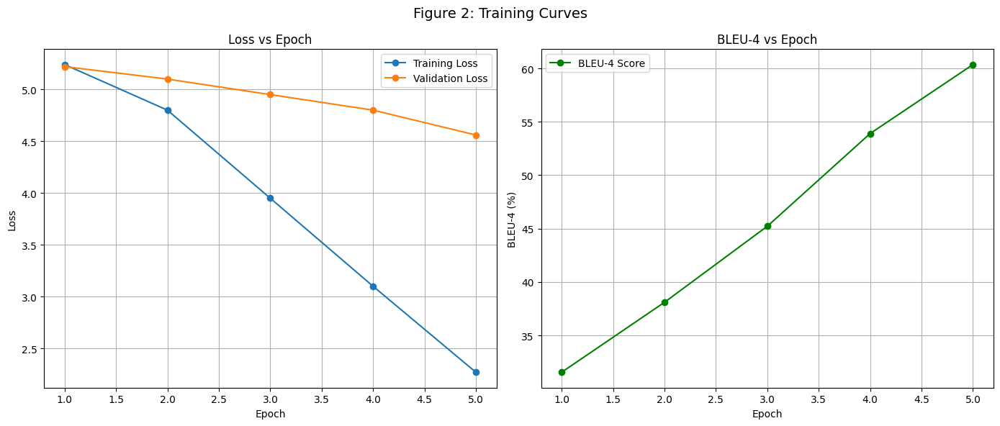 Figure 2: Training Curves
Loss vs Epoch
Training Loss
Validation Loss
5.0
4.5
4.0
3.5
3.0
2.5
Loss
1.0 1.5 2.0 2.5 3.0 3.5 4.0 4.5 5.0
Epoch
BLEU-4 vs Epoch
BLEU-4 Score
60
55
50
45
40
35
BLEU-4 (%)
1.0 1.5 2.0 2.5 3.0 3.5 4.0 4.5 5.0
Epoch